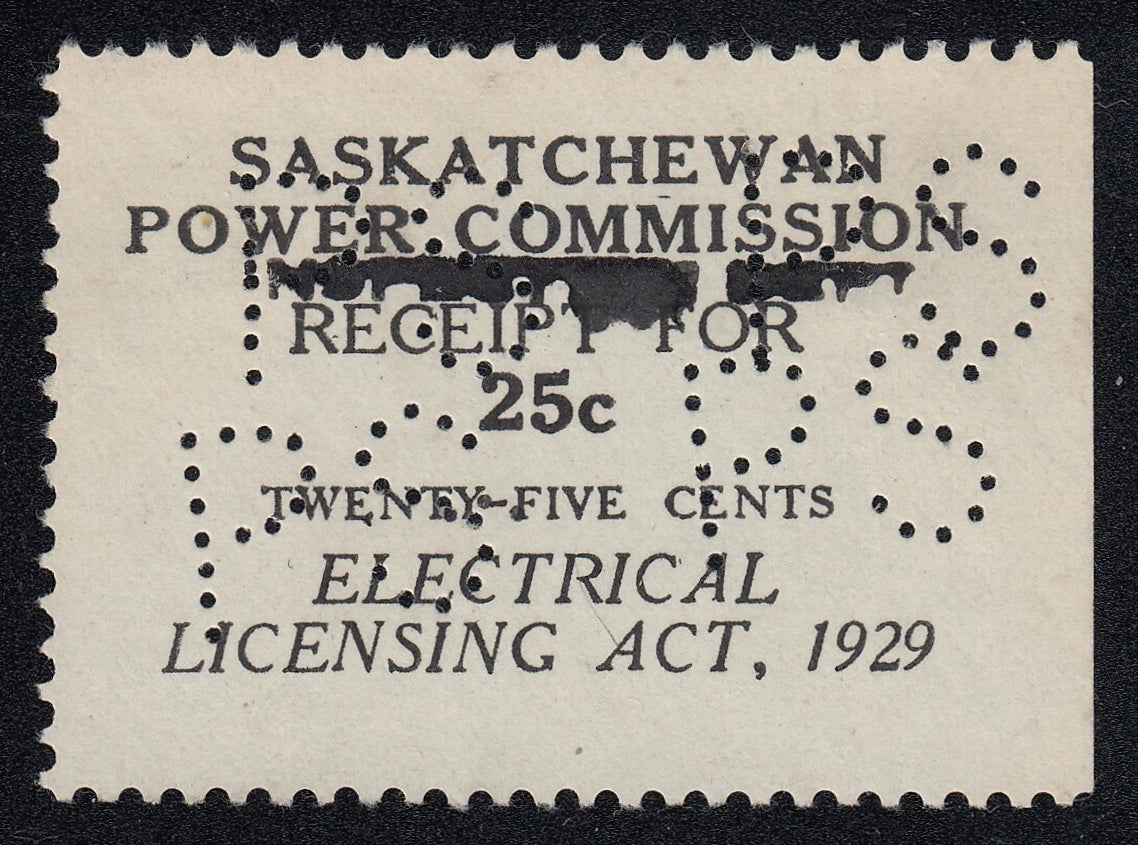 SASKATCHEWAN
POWER COMMISSION
RECEIPT FOR
25c
TWENTY-FIVE CENTS
ELECTRICAL
LICENSING ACT, 1929